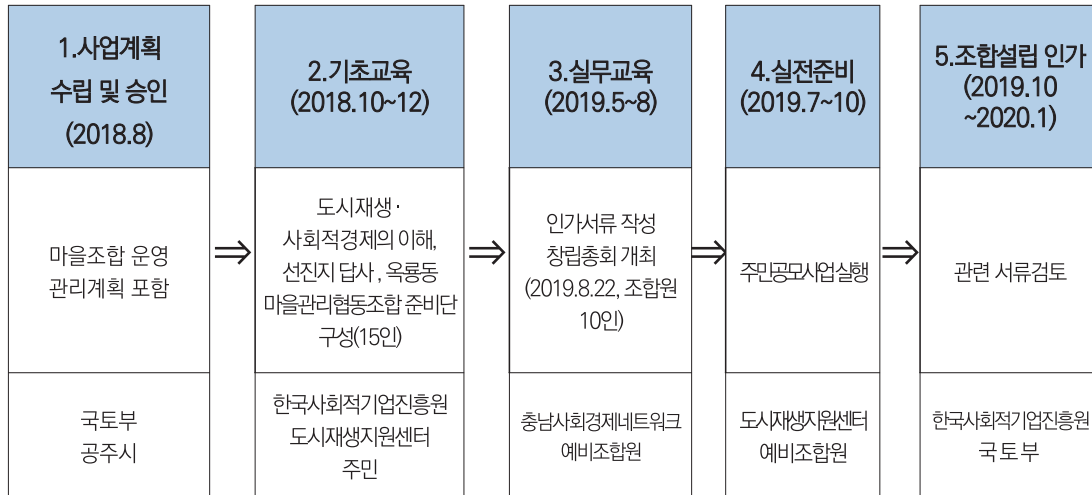 1.사업계획
수립 및 승인
(2018.8)
마을조합 운영
관리계획 포함
국토부
공주시
⇒
2.기초교육
(2018.10~12)
도시재생·
사회적경제의 이해,
선진지 답사 , 옥룡동
마을관리협동조합 준비단
구성(15인)
한국사회적기업진흥원
도시재생지원센터
주민
⇒
3.실무교육
(2019.5~8)
인가서류 작성
창립총회 개최
(2019.8.22, 조합원
10인)
충남사회경제네트워크
예비조합원
⇒
4.실전준비
(2019.7~10)
주민공모사업 실행
도시재생지원센터
예비조합원
⇒
5.조합설립 인가
(2019.10
~2020.1)
관련 서류검토
한국사회적기업진흥원
국토부